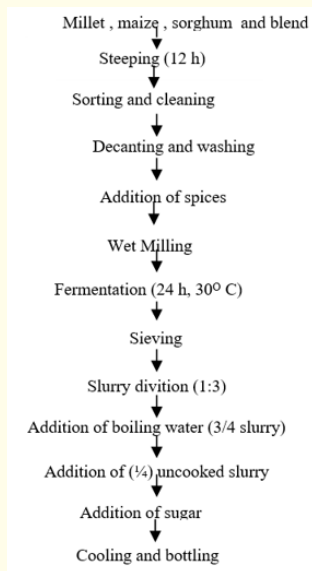 Millet , maize , sorghum and blend
Steeping (12 h)
Sorting and cleaning
Decanting and washing
Addition of spices
Wet Milling
Fermentation (24 h, 30⁰ C)
Sieving
Slurry divition (1:3)
Addition of boiling water (3/4 slurry)
Addition of (¼) uncooked slurry
Addition of sugar
Cooling and bottling